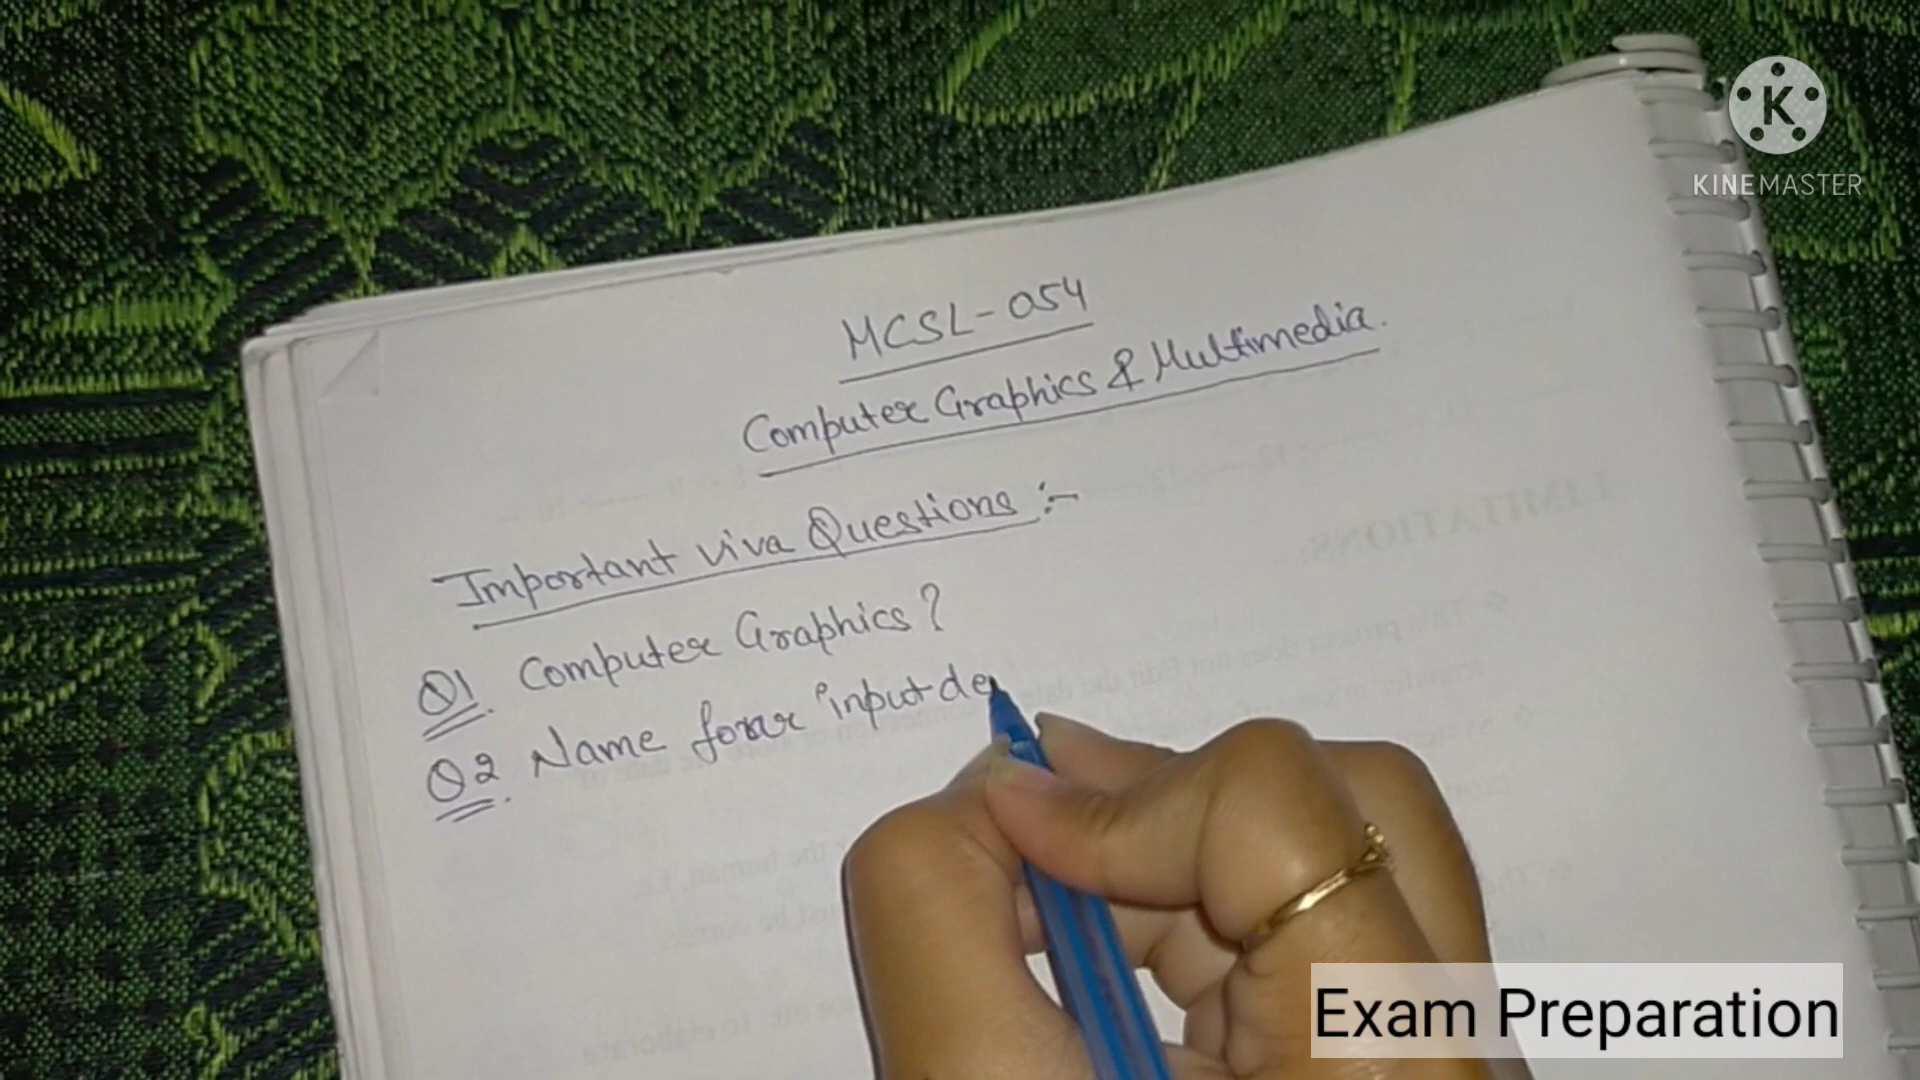 KINEMASTER
MCSL-054
Computer Graphics & Multimedia.
Important Viva Questions :-
Q1. Computer Graphics?
Q2. Name four input de
LIMITATIONS:
Exam Preparation